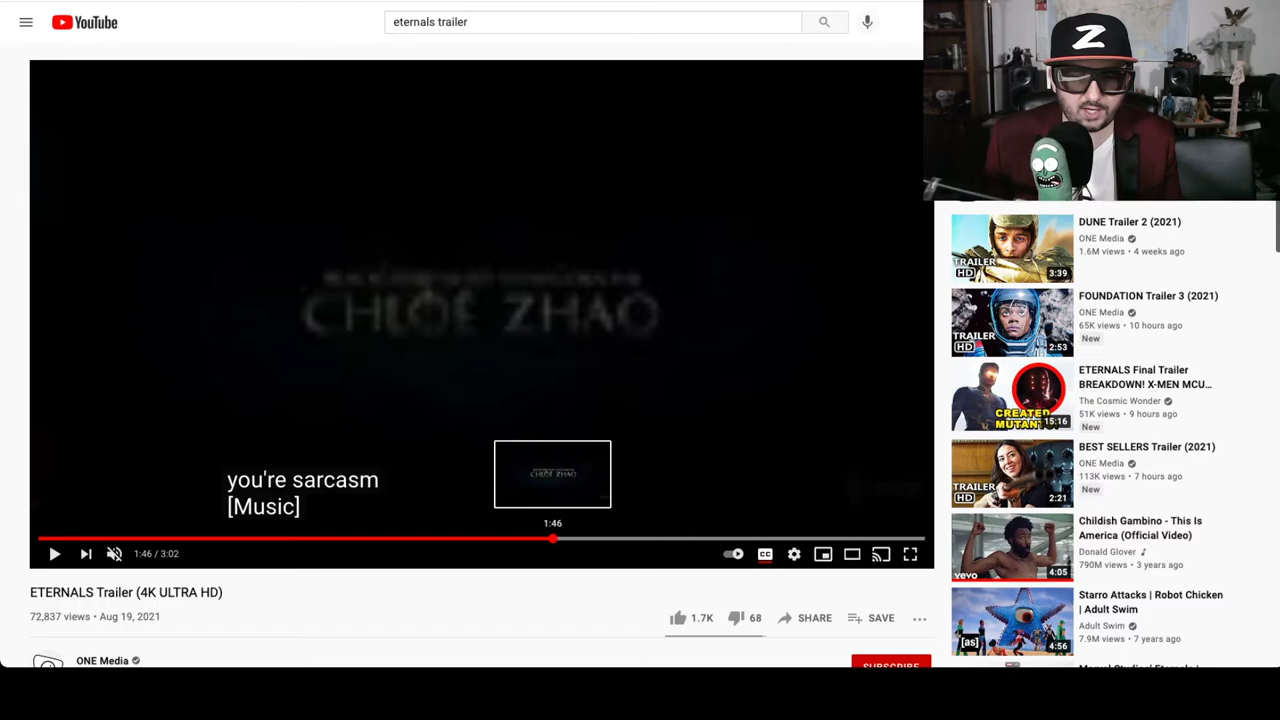 YouTube
eternals trailer
Z
CHLOÉ ZHAO
you're sarcasm
[Music]
CHLOÉ ZHAO
1:46
1:46 / 3:02
CC
ETERNALS Trailer (4K ULTRA HD)
72,837 views • Aug 19, 2021
1.7K
68
SHARE
SAVE
ONE Media
SUBSCRIBE
TRAILER
HD
3:39
DUNE Trailer 2 (2021)
ONE Media
1.6M views • 4 weeks ago
TRAILER
HD
2:53
FOUNDATION Trailer 3 (2021)
ONE Media
65K views • 10 hours ago
New
CREATED
MUTANTS
15:16
ETERNALS Final Trailer
BREAKDOWN! X-MEN MCU...
The Cosmic Wonder
51K views • 9 hours ago
New
TRAILER
HD
2:21
BEST SELLERS Trailer (2021)
ONE Media
113K views • 7 hours ago
New
vevo
4:05
Childish Gambino - This Is
America (Official Video)
Donald Glover
790M views • 3 years ago
[as]
4:56
Starro Attacks | Robot Chicken
| Adult Swim
Adult Swim
7.9M views • 7 years ago
Marvel Studios' Eternals |